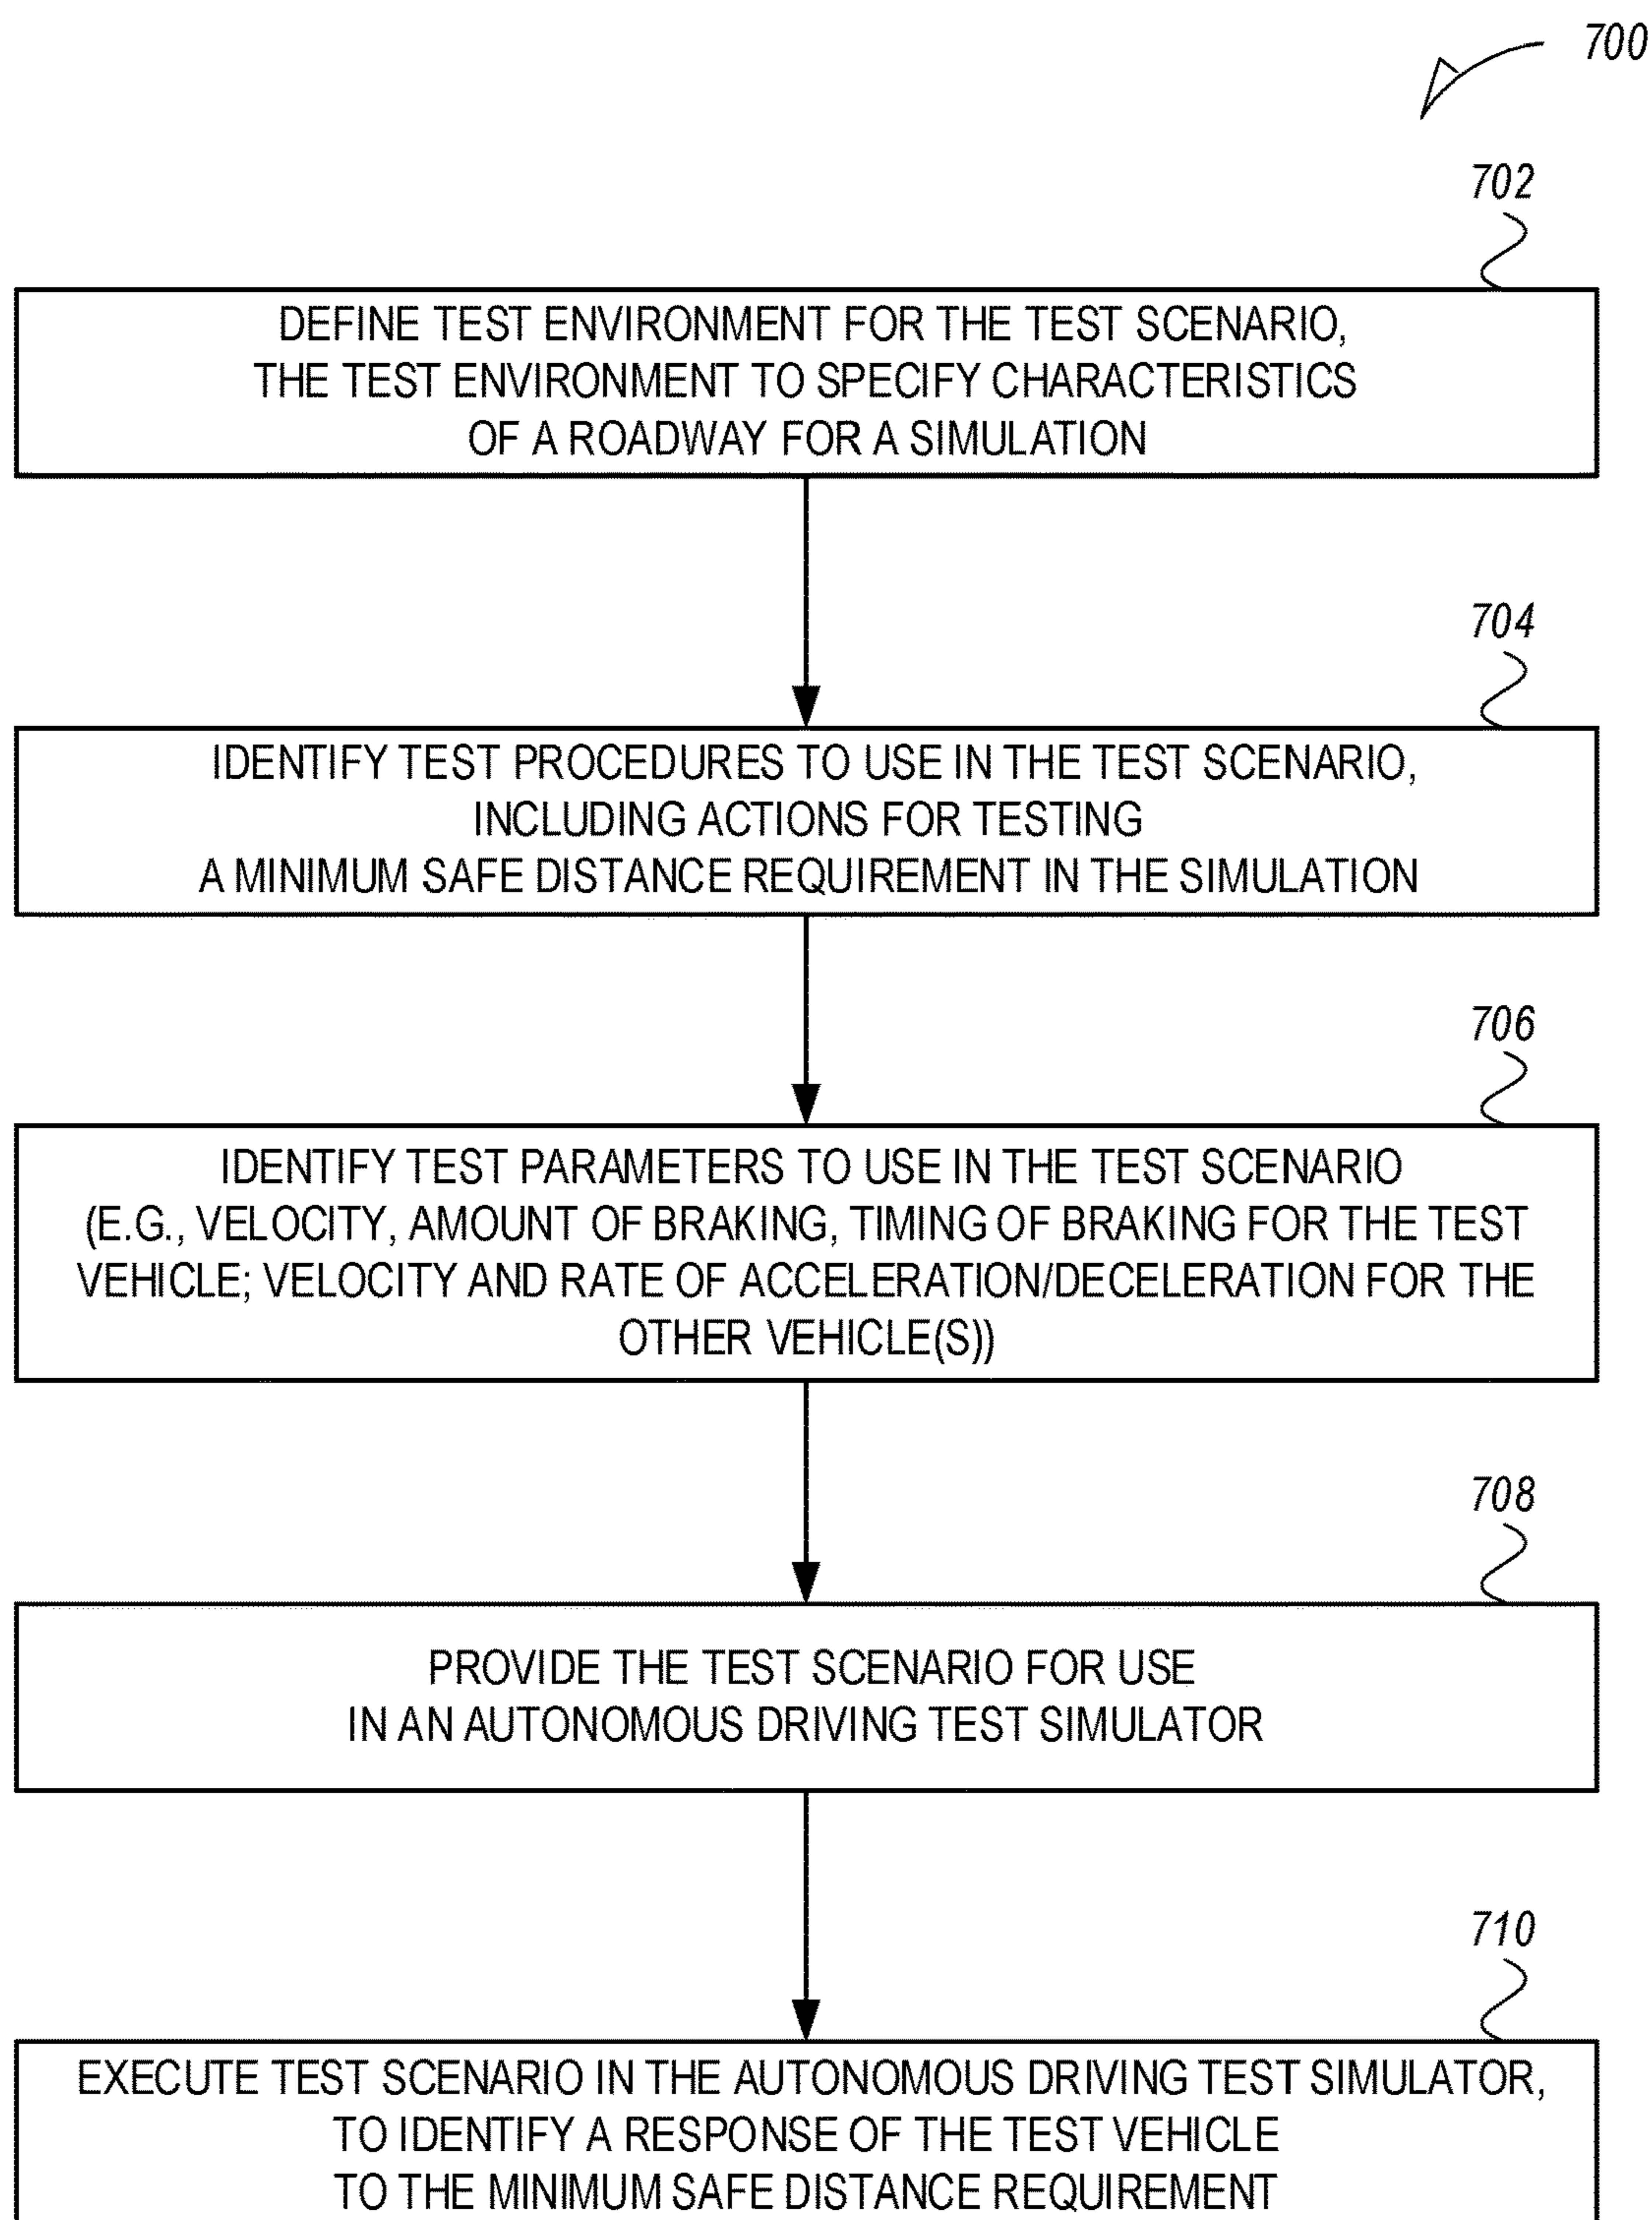 700
702
DEFINE TEST ENVIRONMENT FOR THE TEST SCENARIO,
THE TEST ENVIRONMENT TO SPECIFY CHARACTERISTICS
OF A ROADWAY FOR A SIMULATION
704
IDENTIFY TEST PROCEDURES TO USE IN THE TEST SCENARIO,
INCLUDING ACTIONS FOR TESTING
A MINIMUM SAFE DISTANCE REQUIREMENT IN THE SIMULATION
706
IDENTIFY TEST PARAMETERS TO USE IN THE TEST SCENARIO
(E.G., VELOCITY, AMOUNT OF BRAKING, TIMING OF BRAKING FOR THE TEST
VEHICLE; VELOCITY AND RATE OF ACCELERATION/DECELERATION FOR THE
OTHER VEHICLE(S))
708
PROVIDE THE TEST SCENARIO FOR USE
IN AN AUTONOMOUS DRIVING TEST SIMULATOR
710
EXECUTE TEST SCENARIO IN THE AUTONOMOUS DRIVING TEST SIMULATOR,
TO IDENTIFY A RESPONSE OF THE TEST VEHICLE
TO THE MINIMUM SAFE DISTANCE REQUIREMENT